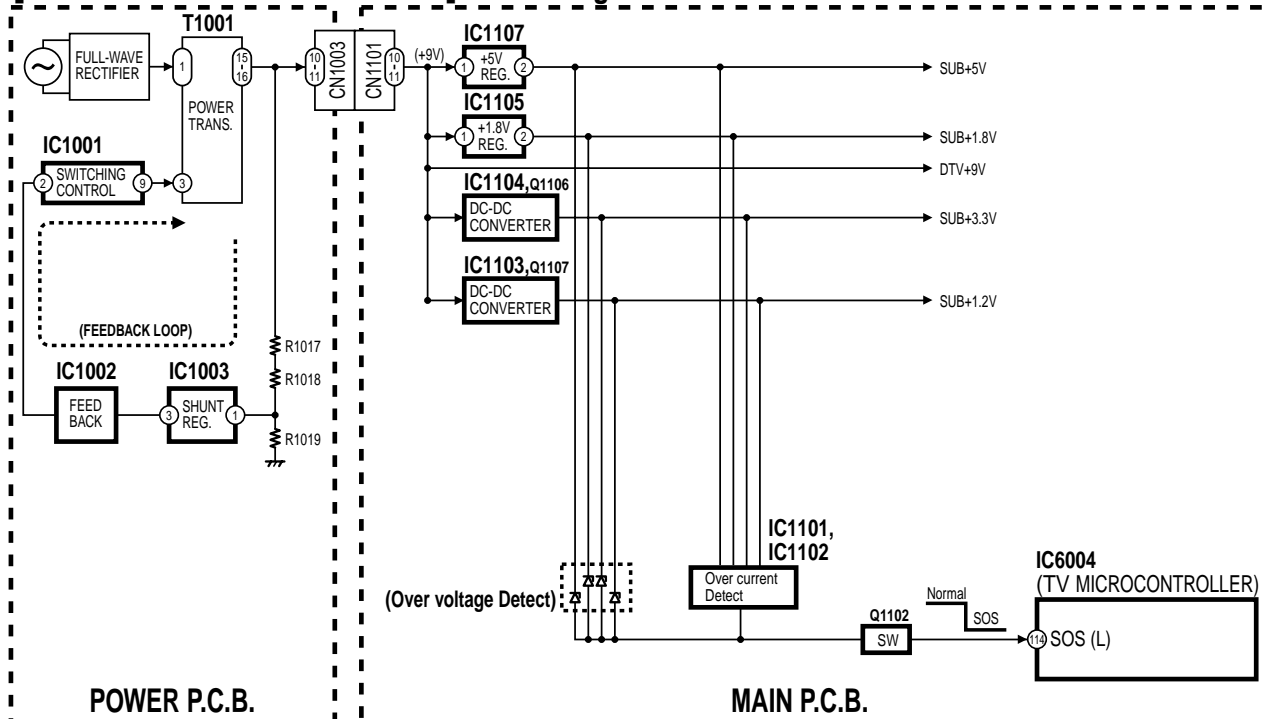 T1001
FULL-WAVE
RECTIFIER
1
15
16
POWER
TRANS.
3
IC1001
2
SWITCHING
CONTROL
9
(FEEDBACK LOOP)
IC1002
FEED
BACK
IC1003
3
SHUNT
REG.
1
R1017
R1018
R1019
10
11
CN1003
CN1101
10
11
(+9V)
IC1107
1
+5V
REG.
2
SUB+5V
IC1105
1
+1.8V
REG.
2
SUB+1.8V
DTV+9V
IC1104,Q1106
DC-DC
CONVERTER
SUB+3.3V
IC1103,Q1107
DC-DC
CONVERTER
SUB+1.2V
(Over voltage Detect)
IC1101,
IC1102
Over current
Detect
Q1102
SW
Normal
SOS
IC6004
(TV MICROCONTROLLER)
114
SOS (L)
POWER P.C.B.
MAIN P.C.B.